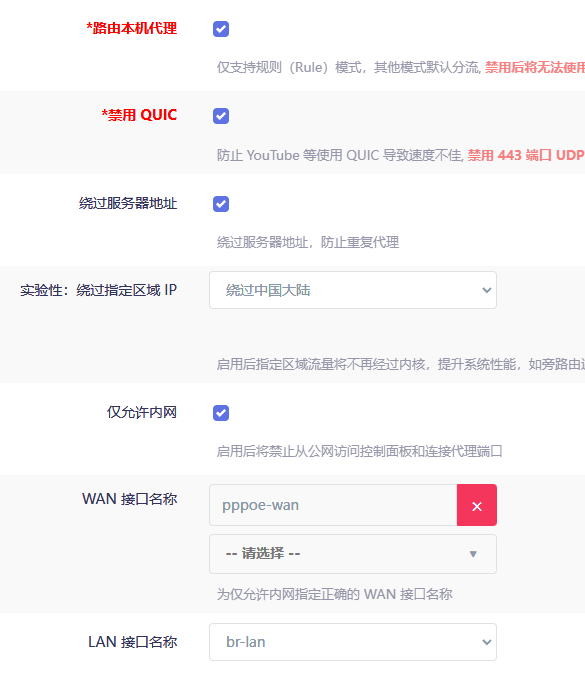 *路由本机代理
仅支持规则（Rule）模式，其他模式默认分流, 禁用后将无法使用
*禁用 QUIC
防止 YouTube 等使用 QUIC 导致速度不佳, 禁用 443 端口 UDP
绕过服务器地址
绕过服务器地址，防止重复代理
实验性：绕过指定区域 IP
绕过中国大陆
启用后指定区域流量将不再经过内核，提升系统性能，如旁路由
仅允许内网
启用后将禁止从公网访问控制面板和连接代理端口
WAN 接口名称
pppoe-wan
×
-- 请选择 --
为仅允许内网指定正确的 WAN 接口名称
LAN 接口名称
br-lan